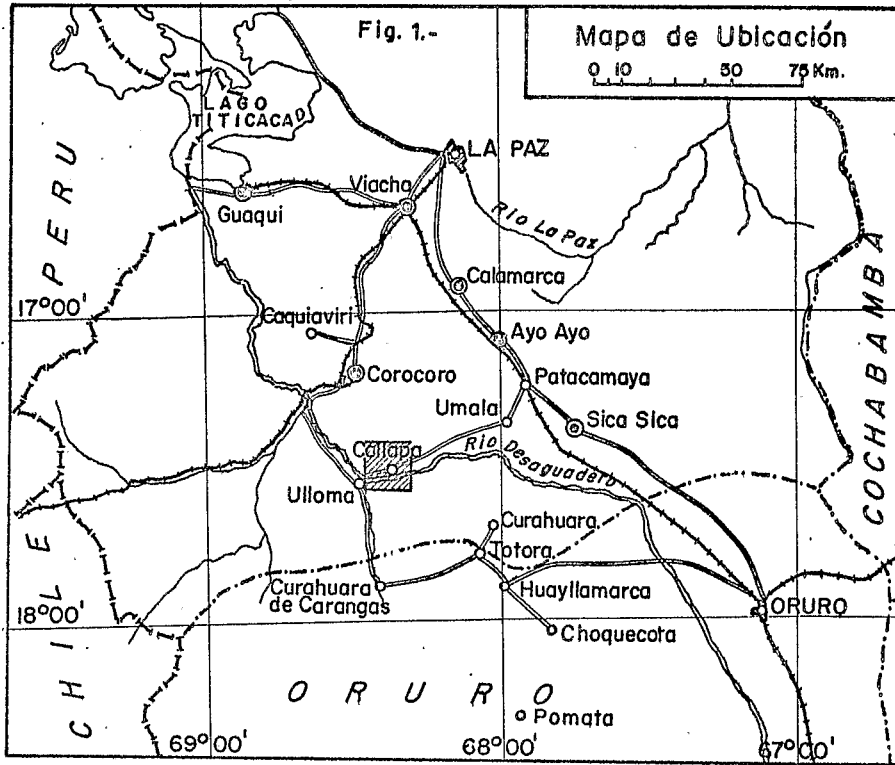 Fig. 1.-
Mapa de Ubicación
0 10 50 75 Km.
LAGO
TITICACA
LA PAZ
Viacha
Guaqui
Rio La Paz
PERU
Calamarca
17°00'
Caquiaviri
Ayo Ayo
COCHABAMBA
Corocoro
Patacamaya
Umala
Sica Sica
Callapa
Rio Desaguadero
Ulloma
Curahuara
Totora
CHILE
Curahuara
de Carangas
Huayllamarca
ORURO
18°00'
Choquecota
ORURO
Pomata
69°00'
68°00'
67°00'